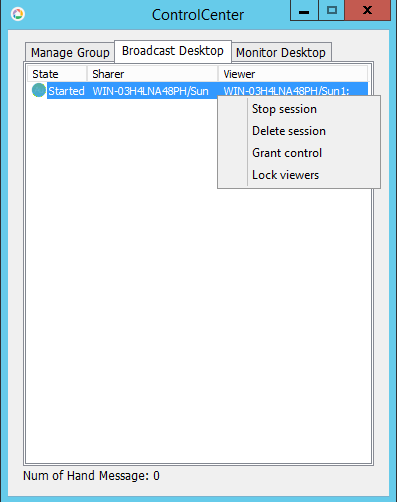 ControlCenter
Manage Group Broadcast Desktop Monitor Desktop
State Sharer Viewer
Started WIN-03H4LNA48PH/Sun WIN-03H4LNA48PH/Sun1:
Stop session
Delete session
Grant control
Lock viewers
Num of Hand Message: 0